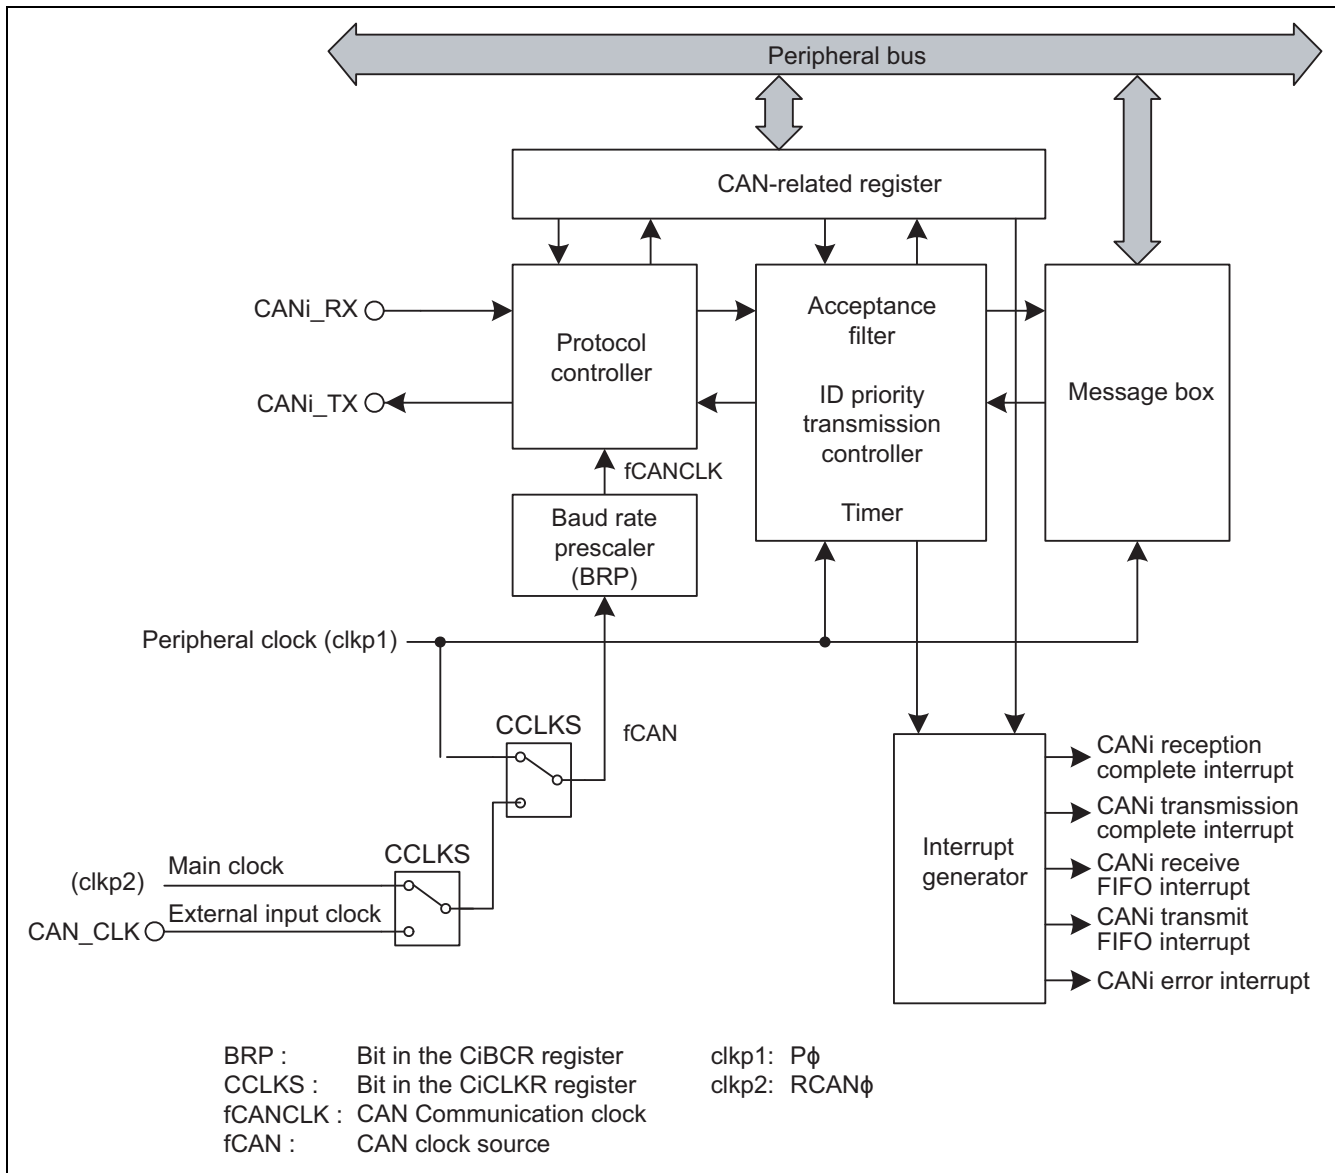 Peripheral bus
CAN-related register
CANi_RX
CANi_TX
Protocol
controller
Acceptance
filter
ID priority
transmission
controller
Timer
Message box
fCANCLK
Baud rate
prescaler
(BRP)
Peripheral clock (clkp1)
CCLKS
fCAN
CCLKS
(clkp2)
Main clock
CAN_CLK
External input clock
Interrupt
generator
CANi reception
complete interrupt
CANi transmission
complete interrupt
CANi receive
FIFO interrupt
CANi transmit
FIFO interrupt
CANi error interrupt
BRP : Bit in the CiBCR register
CCLKS : Bit in the CiCLKR register
fCANCLK : CAN Communication clock
fCAN : CAN clock source
clkp1: Pϕ
clkp2: RCANϕ